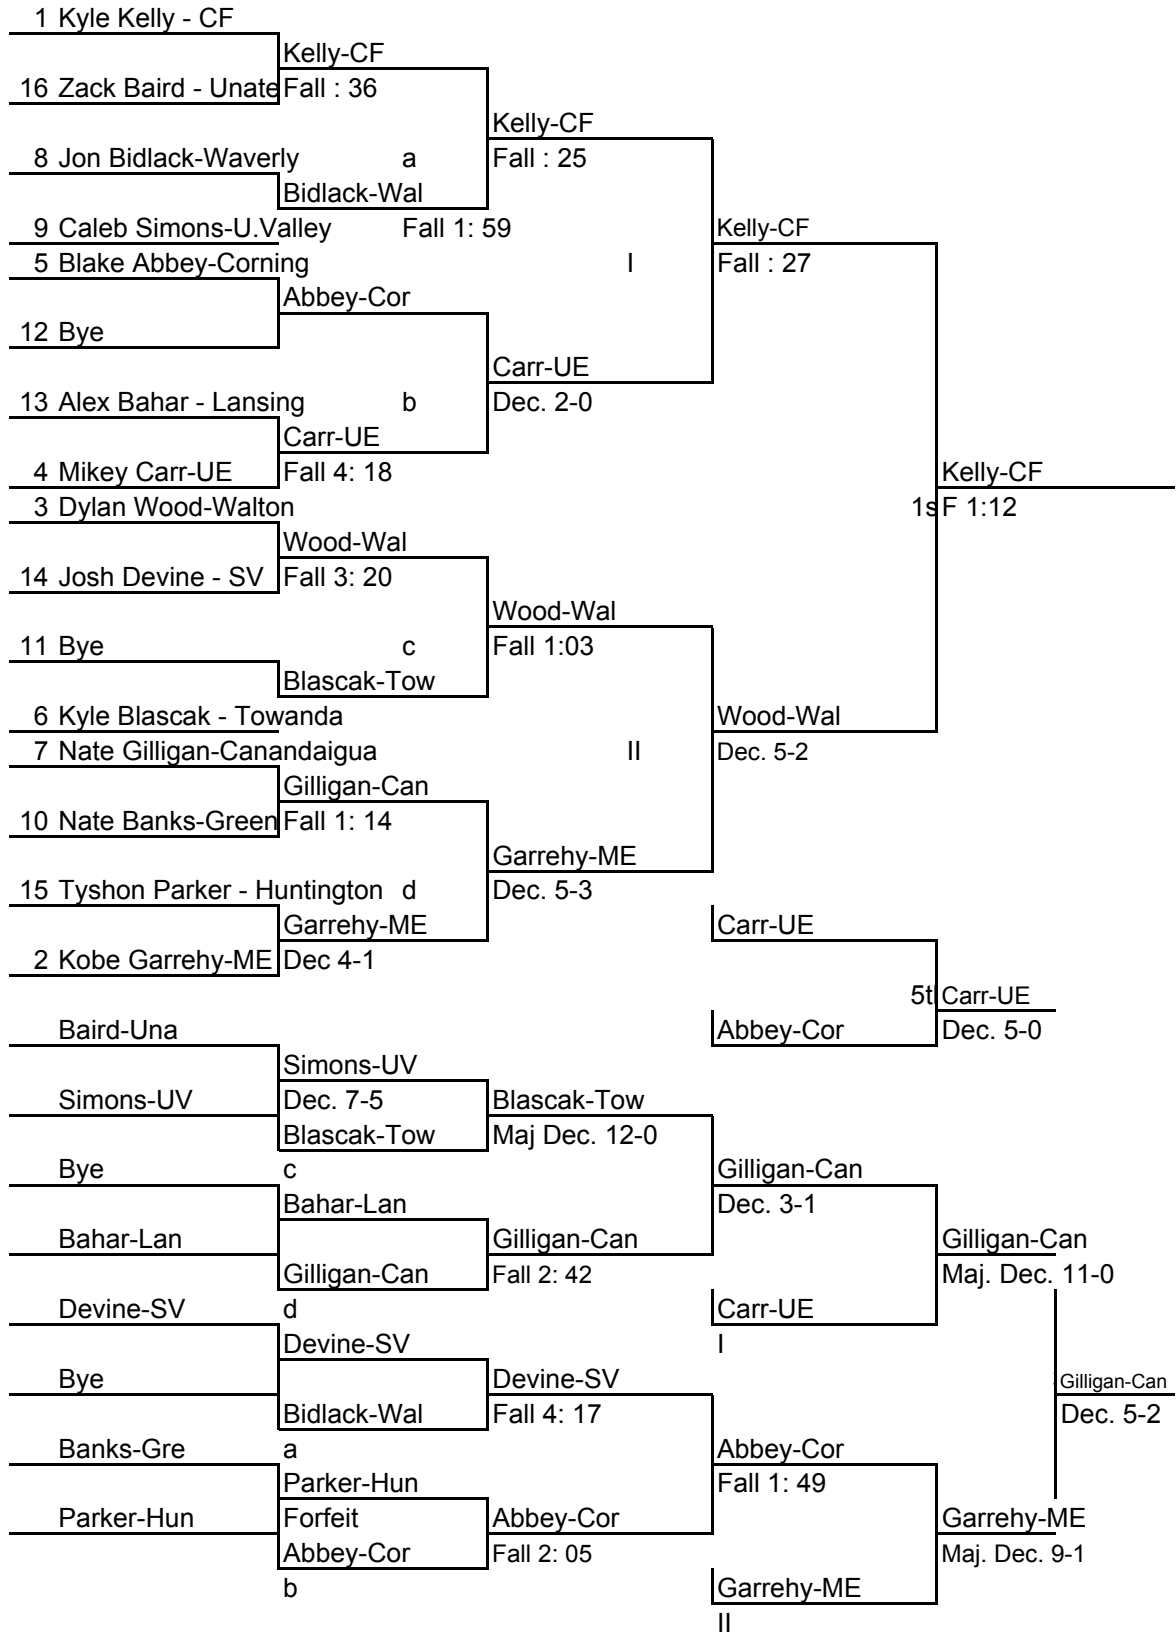 1 Kyle Kelly - CF
Kelly-CF
16 Zack Baird - Unate Fall : 36
Kelly-CF
8 Jon Bidlack-Waverly a Fall : 25
Bidlack-Wal
9 Caleb Simons-U.Valley Fall 1: 59 Kelly-CF
5 Blake Abbey-Corning I Fall : 27
Abbey-Cor
12 Bye
Carr-UE
13 Alex Bahar - Lansing b Dec. 2-0
Carr-UE
4 Mikey Carr-UE Fall 4: 18 Kelly-CF
3 Dylan Wood-Walton 1s F 1:12
Wood-Wal
14 Josh Devine - SV Fall 3: 20
Wood-Wal
11 Bye c Fall 1:03
Blascak-Tow
6 Kyle Blascak - Towanda Wood-Wal
7 Nate Gilligan-Canandaigua II Dec. 5-2
Gilligan-Can
10 Nate Banks-Green Fall 1: 14
Garrehy-ME
15 Tyshon Parker - Huntington d Dec. 5-3
Garrehy-ME Carr-UE
2 Kobe Garrehy-ME Dec 4-1
5t Carr-UE
Baird-Una Abbey-Cor Dec. 5-0
Simons-UV
Simons-UV Dec. 7-5 Blascak-Tow
Blascak-Tow Maj Dec. 12-0
Bye c Gilligan-Can
Bahar-Lan Dec. 3-1
Bahar-Lan Gilligan-Can Gilligan-Can
Gilligan-Can Fall 2: 42 Maj. Dec. 11-0
Devine-SV d Carr-UE
Devine-SV I
Bye Devine-SV Gilligan-Can
Bidlack-Wal Fall 4: 17 Dec. 5-2
Banks-Gre a Abbey-Cor
Parker-Hun Fall 1: 49
Parker-Hun Forfeit Abbey-Cor Garrehy-ME
Abbey-Cor Fall 2: 05 Maj. Dec. 9-1
b Garrehy-ME
II